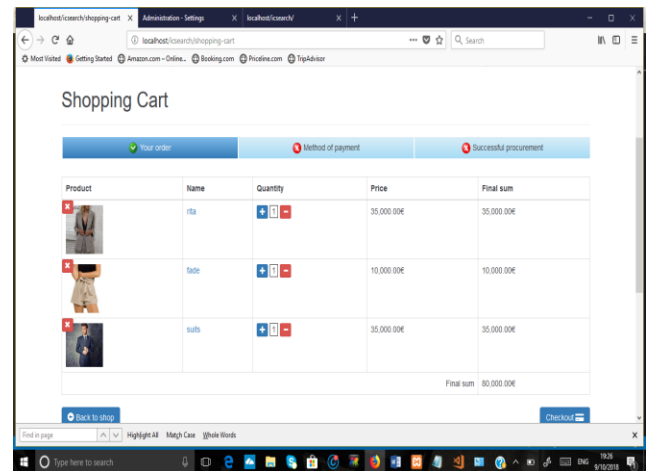 localhost/icsearch/shopping-cart
Administration - Settings
localhost/icsearch/
localhost/icsearch/shopping-cart
Search
Most Visited
Getting Started
Amazon.com – Online...
Booking.com
Priceline.com
TripAdvisor
Shopping Cart
Your order
Method of payment
Successful procurement
Product Name Quantity Price Final sum
rita 1 35,000.00€ 35,000.00€
fade 1 10,000.00€ 10,000.00€
suits 1 35,000.00€ 35,000.00€
Final sum 80,000.00€
Back to shop
Checkout
Find in page
Highlight All Match Case Whole Words
Type here to search
ENG
19:26
9/10/2018